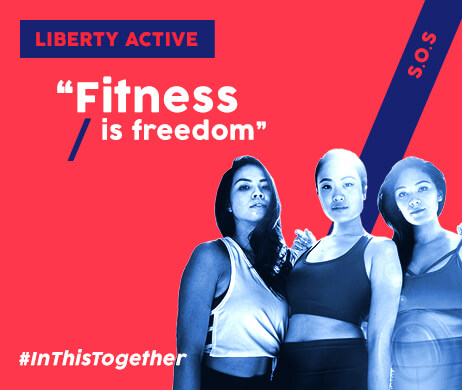 LIBERTY ACTIVE
S.O.S
“Fitness
is freedom”
#InThisTogether